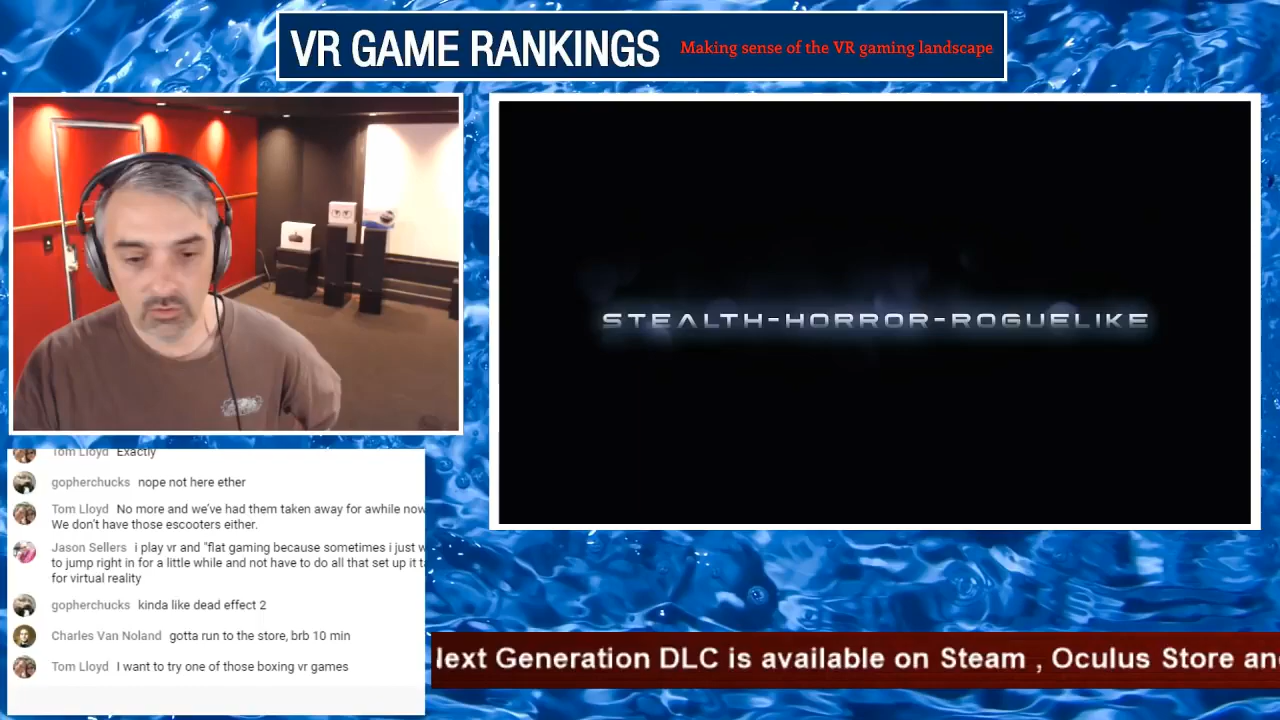 VR GAME RANKINGS Making sense of the VR gaming landscape
STEALTH-HORROR-ROGUELIKE
Tom Lloyd Exactly
gopherchucks nope not here ether
Tom Lloyd No more and we've had them taken away for awhile now
We don't have those escooters either.
Jason Sellers i play vr and "flat gaming because sometimes i just
to jump right in for a little while and not have to do all that set up it
for virtual reality
gopherchucks kinda like dead effect 2
Charles Van Noland gotta run to the store, brb 10 min
Tom Lloyd I want to try one of those boxing vr games
Next Generation DLC is available on Steam , Oculus Store